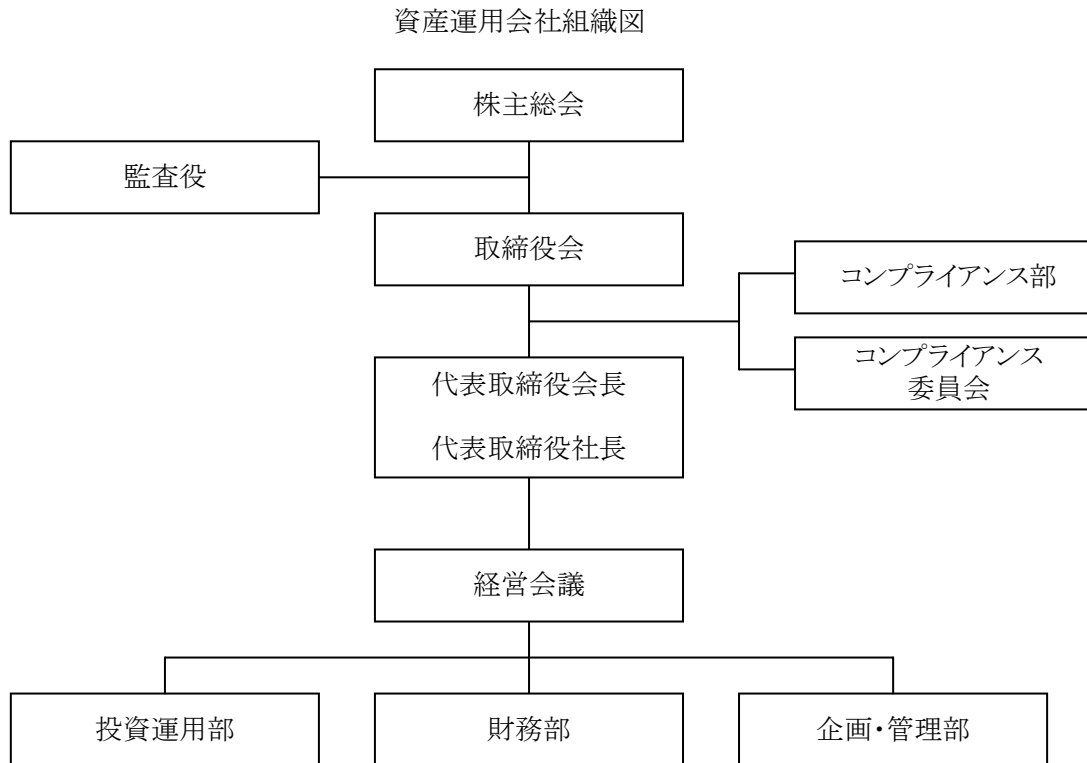 資産運用会社組織図
株主総会
監査役
取締役会
コンプライアンス部
コンプライアンス
委員会
代表取締役会長
代表取締役社長
経営会議
投資運用部
財務部
企画・管理部